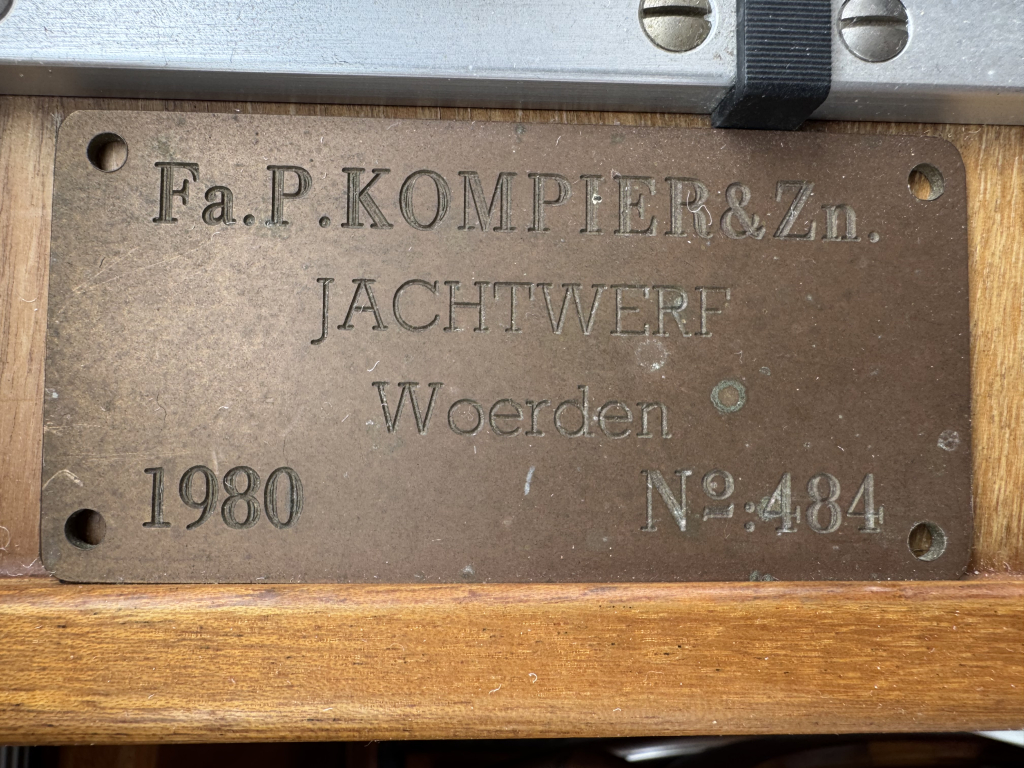 Fa.P.KOMPIER&Zn.
JACHTWERF
Woerden
1980 Nº:484